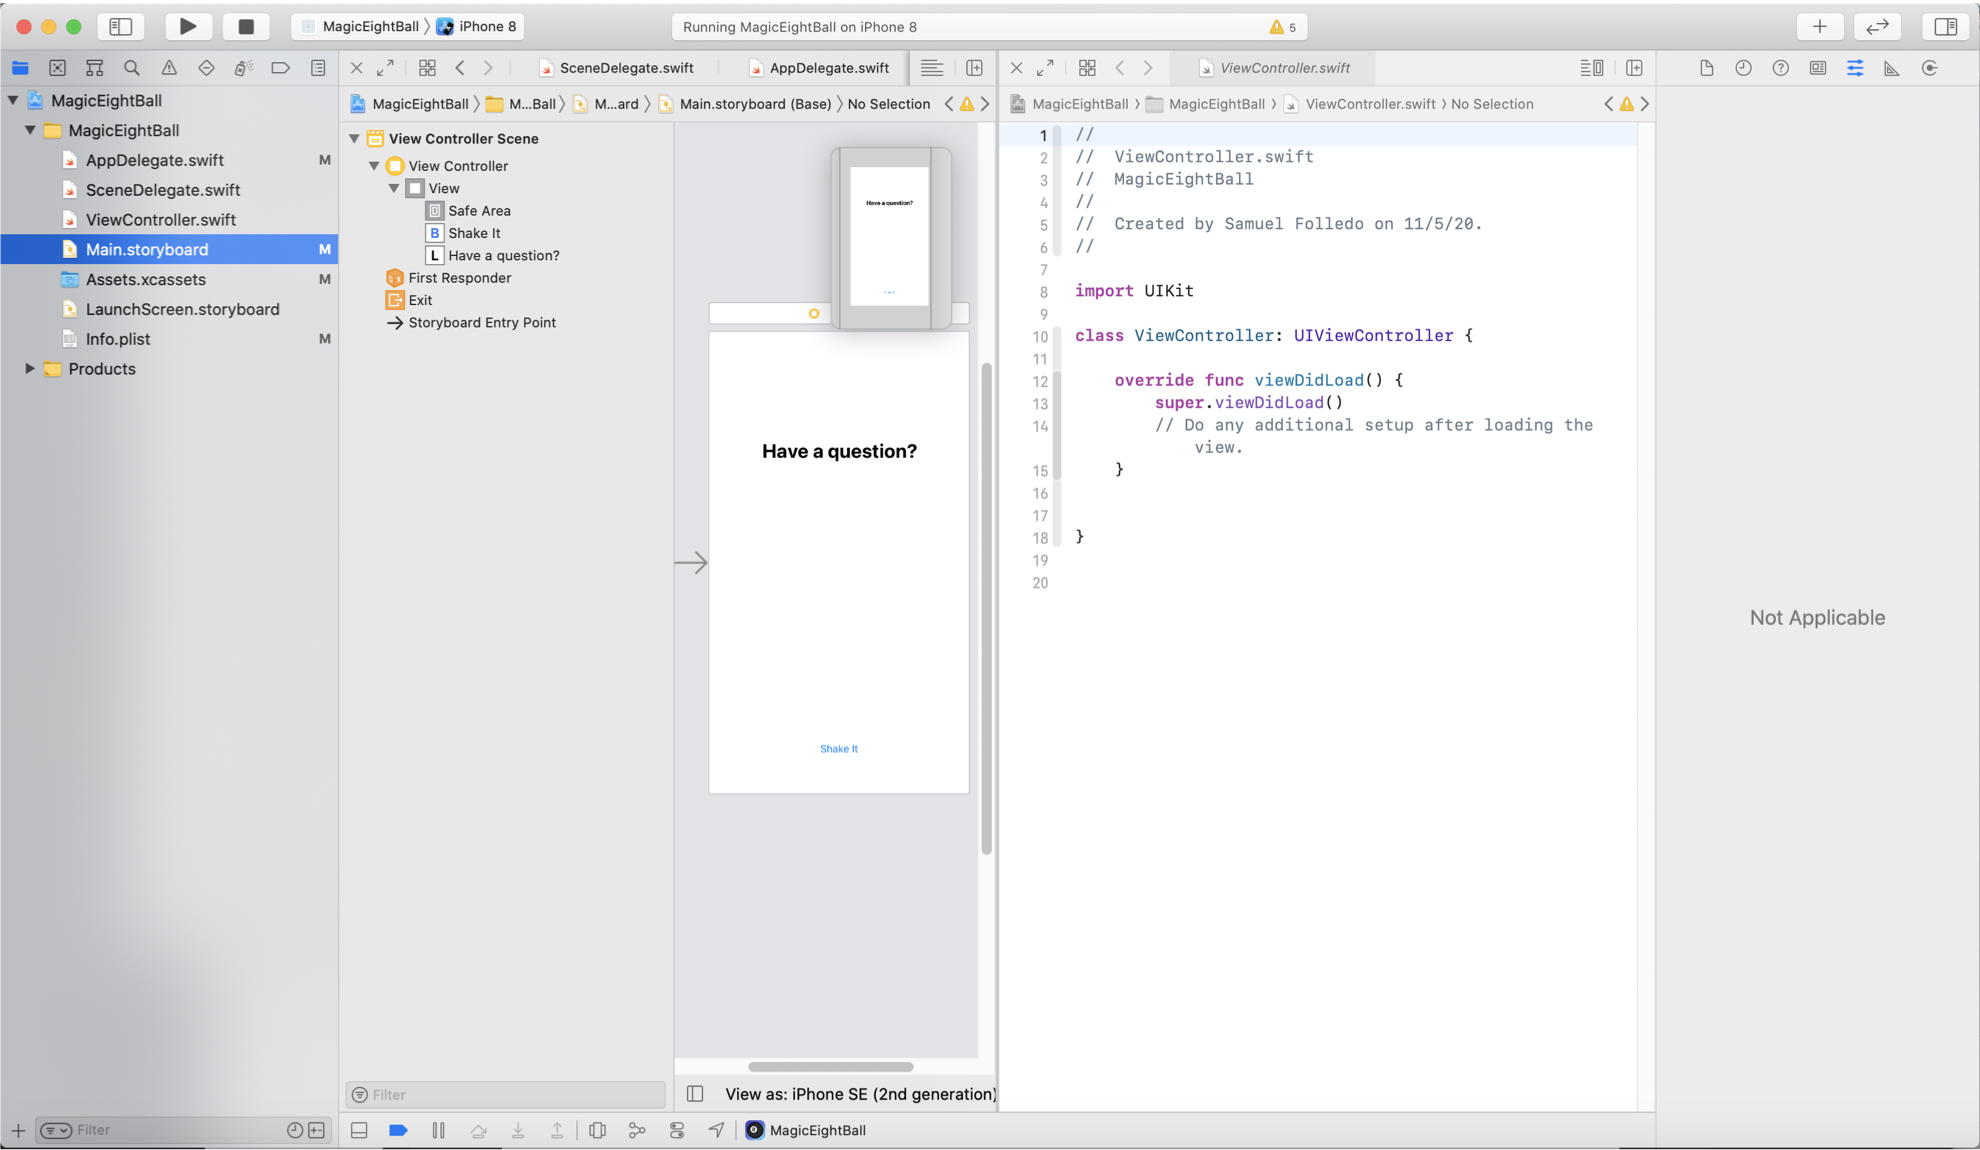 MagicEightBall 〉 iPhone 8
Running MagicEightBall on iPhone 8
5
SceneDelegate.swift
AppDelegate.swift
ViewController.swift
MagicEightBall 〉 M...Ball 〉 M...ard 〉 Main.storyboard (Base) 〉 No Selection
MagicEightBall 〉 MagicEightBall 〉 ViewController.swift 〉 No Selection
MagicEightBall
MagicEightBall
AppDelegate.swift M
SceneDelegate.swift
ViewController.swift
Main.storyboard M
Assets.xcassets M
LaunchScreen.storyboard
Info.plist M
Products
Filter
View Controller Scene
View Controller
View
Safe Area
B Shake It
L Have a question?
First Responder
Exit
Storyboard Entry Point
Filter
Have a question?
Have a question?
Shake It
View as: iPhone SE (2nd generation)
MagicEightBall
1 //
2 //  ViewController.swift
3 //  MagicEightBall
4 //
5 //  Created by Samuel Folledo on 11/5/20.
6 //
7
8 import UIKit
9
10 class ViewController: UIViewController {
11
12     override func viewDidLoad() {
13         super.viewDidLoad()
14         // Do any additional setup after loading the
view.
15     }
16
17
18 }
19
20
Not Applicable